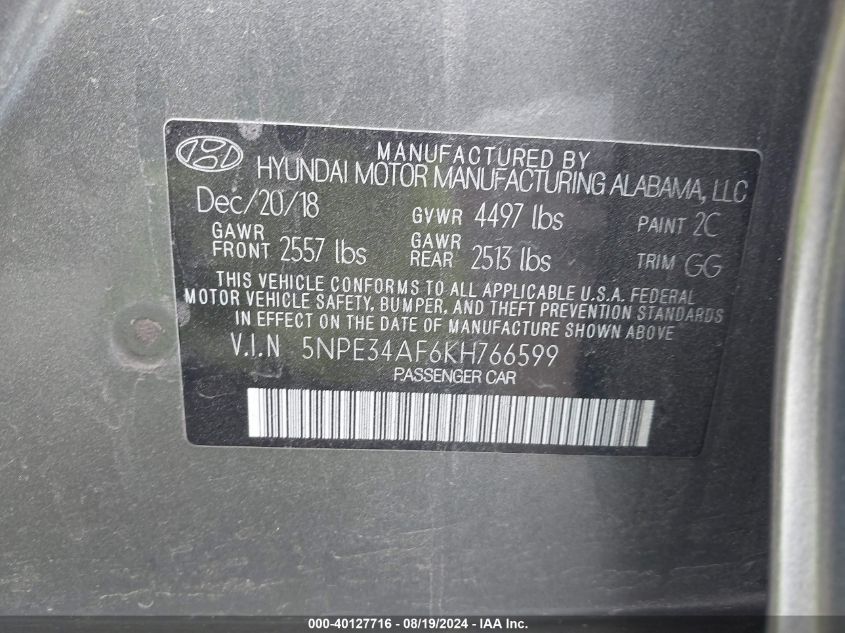 MANUFACTURED BY
HYUNDAI MOTOR MANUFACTURING ALABAMA, LLC
Dec/20/18 GVWR 4497 lbs PAINT 2C
GAWR FRONT 2557 lbs GAWR REAR 2513 lbs TRIM GG
THIS VEHICLE CONFORMS TO ALL APPLICABLE U.S.A. FEDERAL
MOTOR VEHICLE SAFETY, BUMPER, AND THEFT PREVENTION STANDARDS
IN EFFECT ON THE DATE OF MANUFACTURE SHOWN ABOVE
V.I.N 5NPE34AF6KH766599
PASSENGER CAR
000-40127716 - 08/19/2024 - IAA Inc.